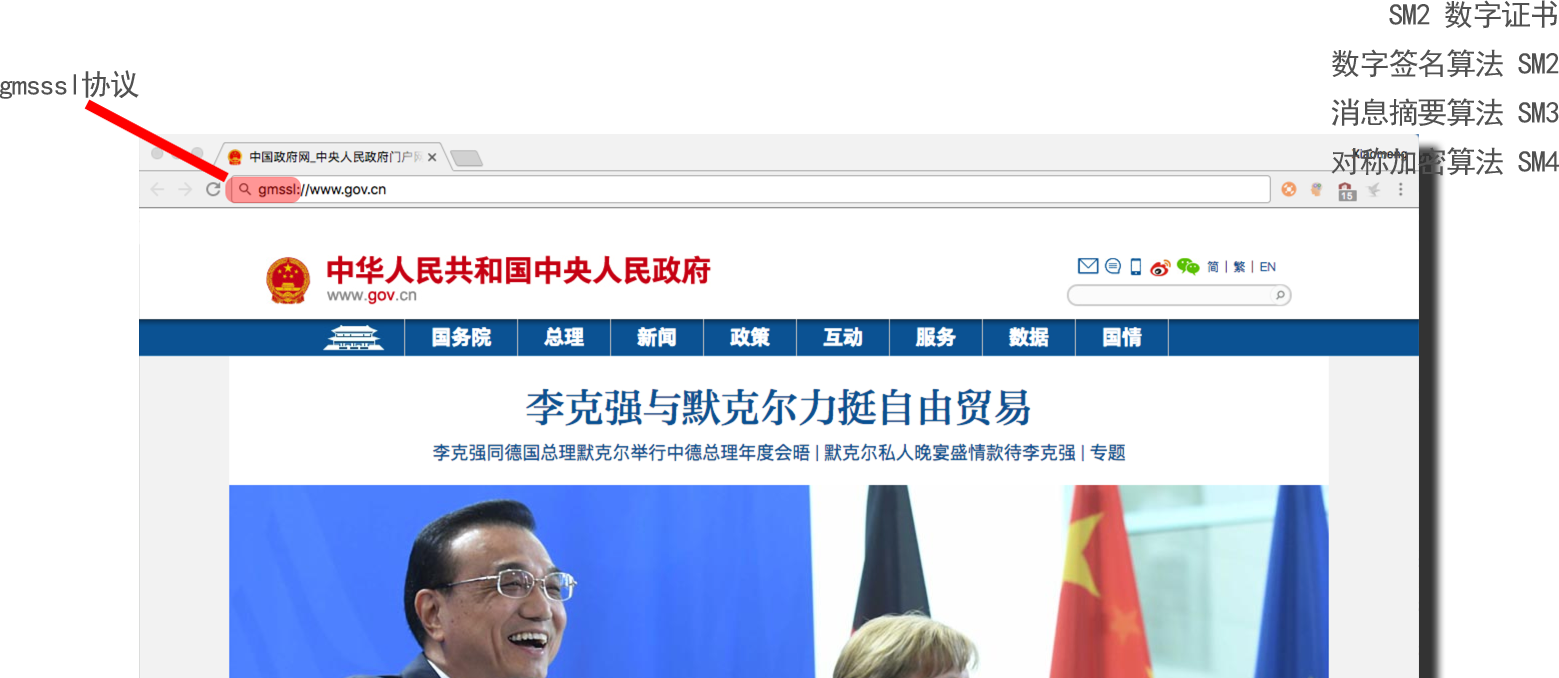 SM2 数字证书
数字签名算法 SM2
gmsssl协议
消息摘要算法 SM3
对称加密算法 SM4
中国政府网_中央人民政府门户网
Xiaomeng
gmssl://www.gov.cn
15
中华人民共和国中央人民政府
www.gov.cn
简 | 繁 | EN
国务院 总理 新闻 政策 互动 服务 数据 国情
李克强与默克尔力挺自由贸易
李克强同德国总理默克尔举行中德总理年度会晤 | 默克尔私人晚宴盛情款待李克强 | 专题